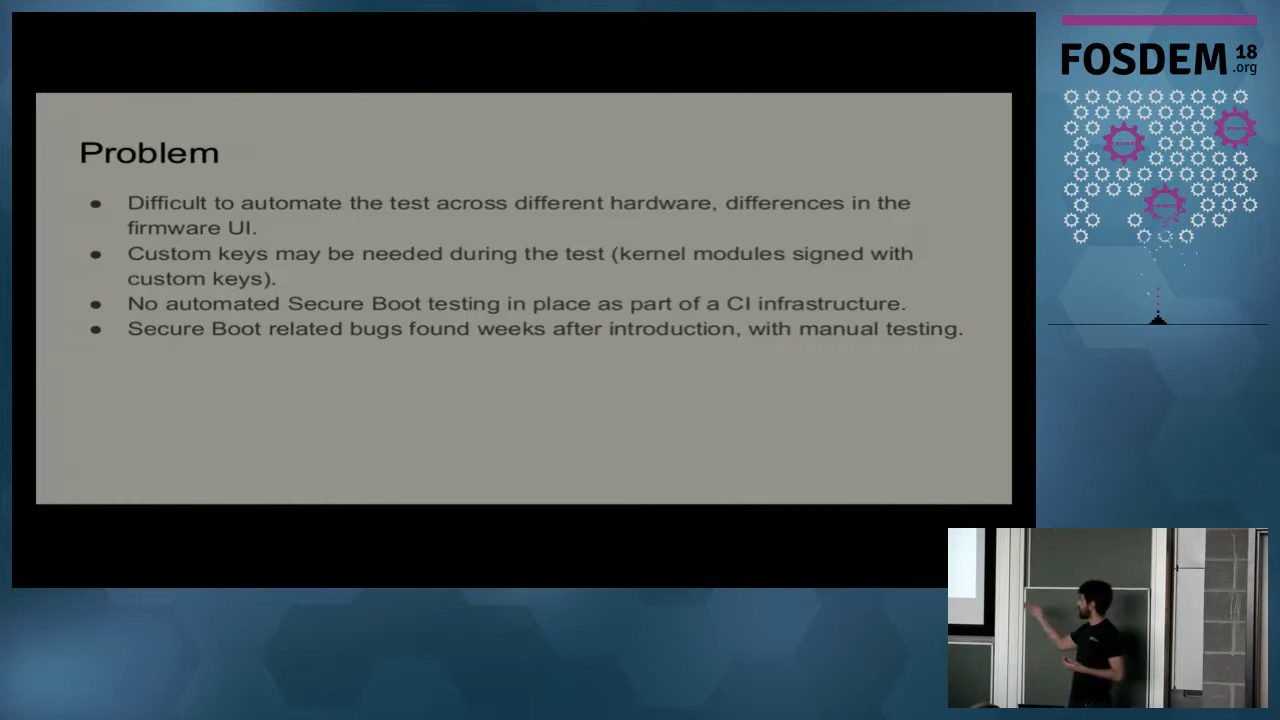 Problem
• Difficult to automate the test across different hardware, differences in the
firmware UI.
• Custom keys may be needed during the test (kernel modules signed with
custom keys).
• No automated Secure Boot testing in place as part of a CI infrastructure.
• Secure Boot related bugs found weeks after introduction, with manual testing.
FOSDEM 18
.org